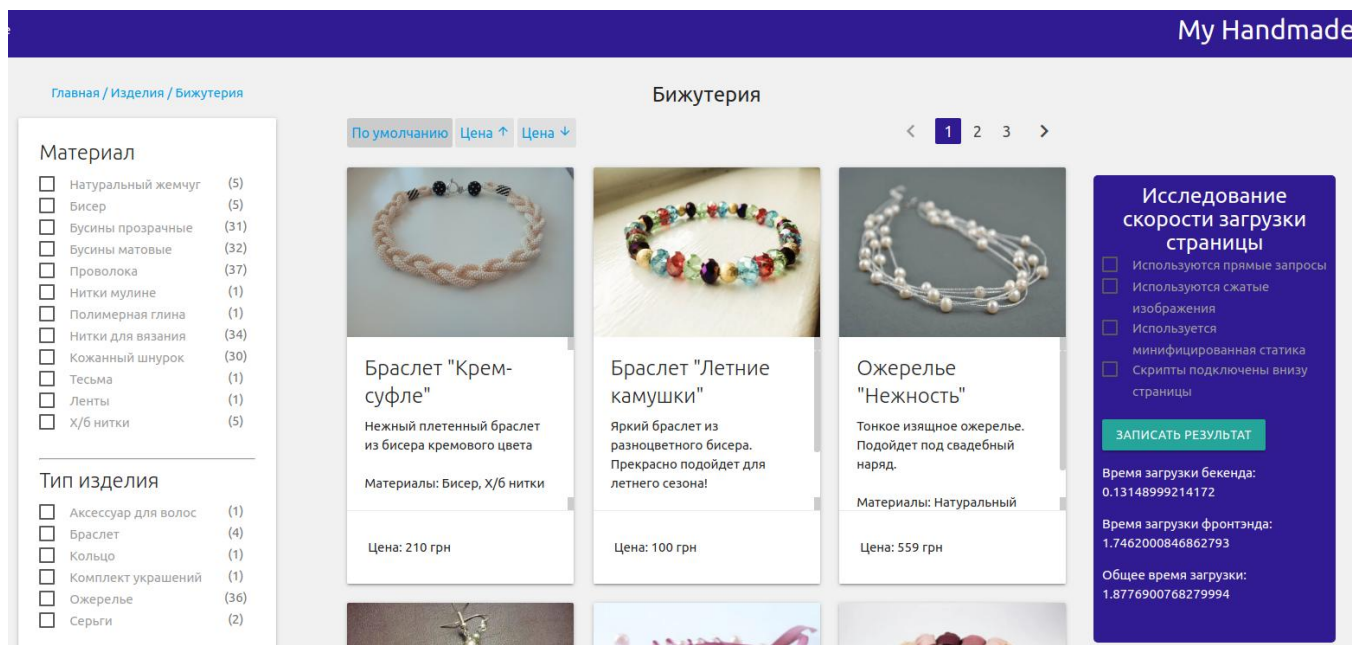 My Handmade
Главная / Изделия / Бижутерия
Бижутерия
По умолчанию Цена ↑ Цена ↓
< 1 2 3 >
Материал
Натуральный жемчуг (5)
Бисер (5)
Бусины прозрачные (31)
Бусины матовые (32)
Проволока (37)
Нитки мулине (1)
Полимерная глина (1)
Нитки для вязания (34)
Кожанный шнурок (30)
Тесьма (1)
Ленты (1)
Х/б нитки (5)
Тип изделия
Аксессуар для волос (1)
Браслет (4)
Кольцо (1)
Комплект украшений (1)
Ожерелье (36)
Серьги (2)
Браслет "Крем-
суфле"
Нежный плетенный браслет
из бисера кремового цвета
Материалы: Бисер, Х/б нитки
Цена: 210 грн
Браслет "Летние
камушки"
Яркий браслет из
разноцветного бисера.
Прекрасно подойдет для
летнего сезона!
Цена: 100 грн
Ожерелье
"Нежность"
Тонкое изящное ожерелье.
Подойдет под свадебный
наряд.
Материалы: Натуральный
Цена: 559 грн
Исследование
скорости загрузки
страницы
Используются прямые запросы
Используются сжатые
изображения
Используется
минифицированная статика
Скрипты подключены внизу
страницы
ЗАПИСАТЬ РЕЗУЛЬТАТ
Время загрузки бекенда:
0.13148999214172
Время загрузки фронтэнда:
1.7462000846862793
Общее время загрузки:
1.8776900768279994